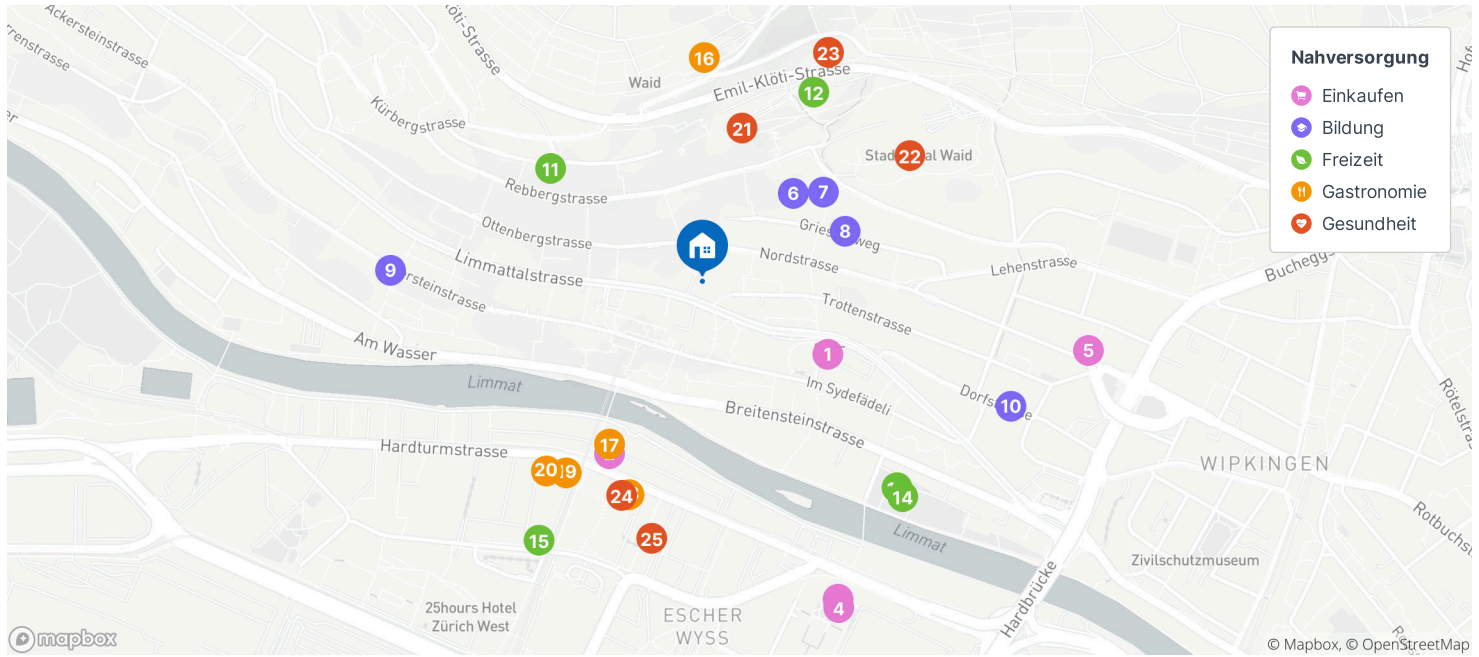 Ackersteinstrasse
Waid
Emil-Klöti-Strasse
Kürbergstrasse
Rebbergstrasse
Ottenbergstrasse
Limmattalstrasse
Nordstrasse
Lehenstrasse
Trottenstrasse
Am Wasser
Limmat
Im Sydefädeli
Breitensteinstrasse
Hardturmstrasse
WIPKINGEN
Limmat
Zivilschutzmuseum
Hardbrücke
25hours Hotel
Zürich West
ESCHER
WYSS
16
23
12
21
22
11
6
7
8
9
1
5
10
17
20
14
24
15
25
4
Nahversorgung
Einkaufen
Bildung
Freizeit
Gastronomie
Gesundheit
mapbox
© Mapbox, © OpenStreetMap